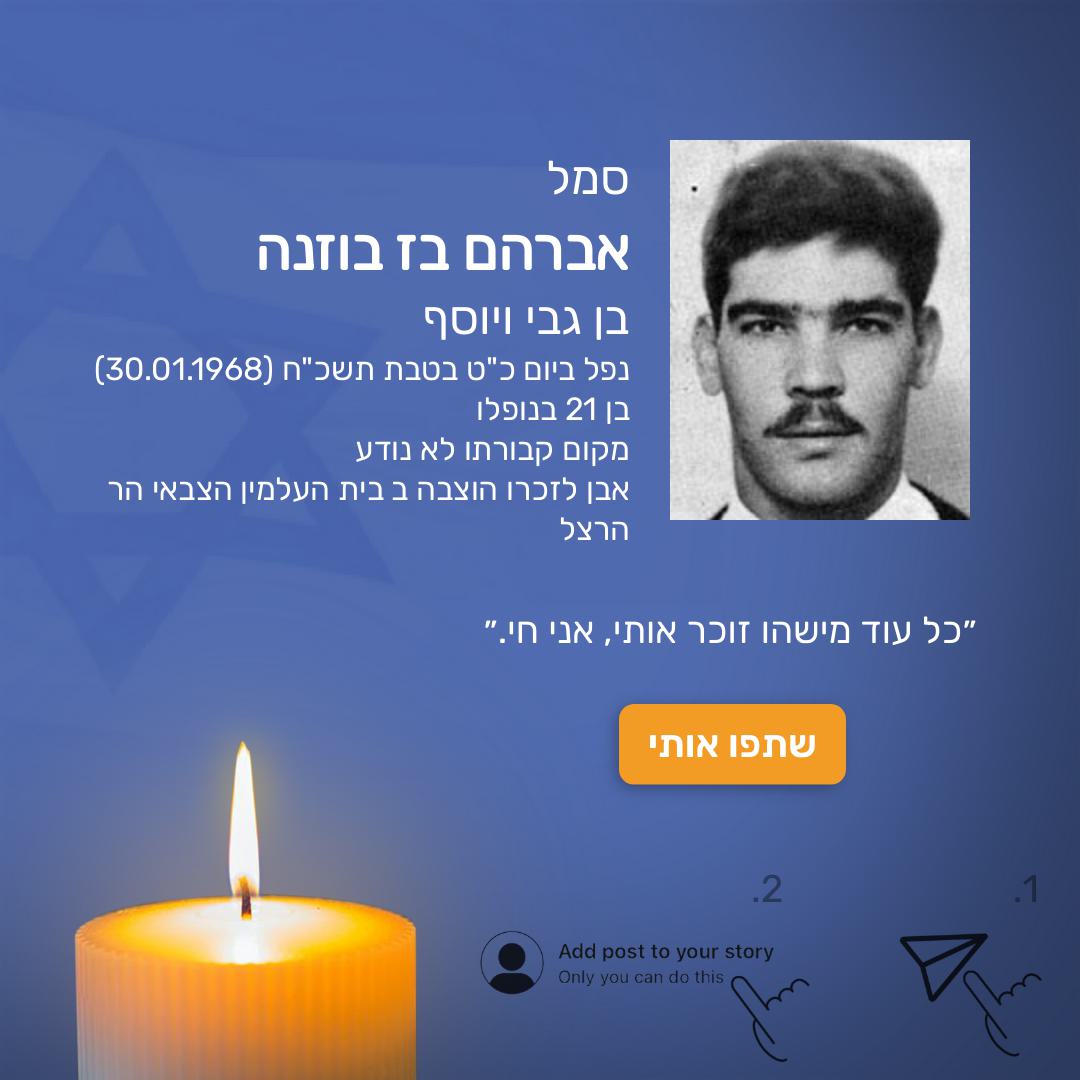 סמל
אברהם בז בוזנה
בן גבי ויוסף
נפל ביום כ"ט בטבת תשכ"ח (30.01.1968)
בן 21 בנופלו
מקום קבורתו לא נודע
אבן לזכרו הוצבה ב בית העלמין הצבאי הר
הרצל
״כל עוד מישהו זוכר אותי, אני חי.״
שתפו אותי
1.
2.
Add post to your story
Only you can do this